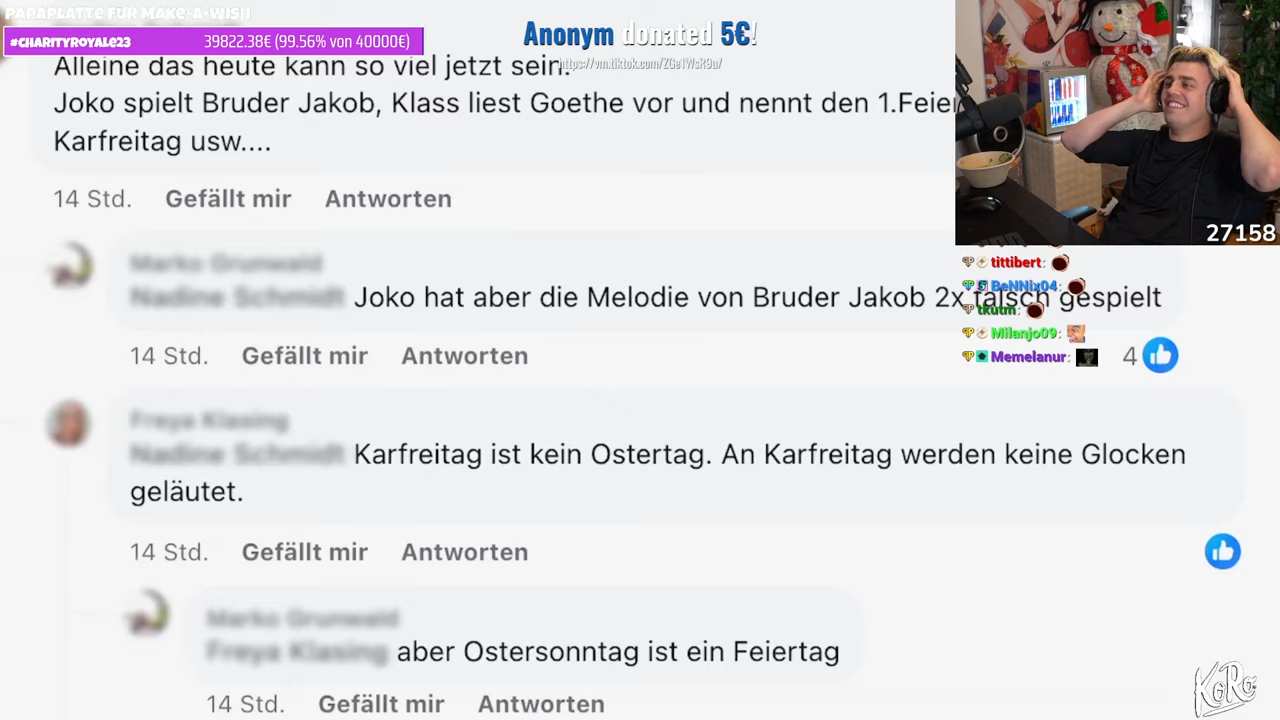 PAPAPLATTE FÜR MAKE-A-WISH
#CHARITYROYALE23 39822.38€ (99.56% von 40000€)
Anonym donated 5€!
Alleine das heute kann so viel jetzt sein.
Joko spielt Bruder Jakob, Klass liest Goethe vor und nennt den 1.Feier
Karfreitag usw....
14 Std. Gefällt mir Antworten
27158
tittibert:
Marko Grunwald
BeNNix04:
Nadine Schmidt Joko hat aber die Melodie von Bruder Jakob 2x falsch gespielt
tkutm:
Milanjo09:
14 Std. Gefällt mir Antworten
Memelanur:
4
Freya Klasing
Nadine Schmidt Karfreitag ist kein Ostertag. An Karfreitag werden keine Glocken
geläutet.
14 Std. Gefällt mir Antworten
Marko Grunwald
Freya Klasing aber Ostersonntag ist ein Feiertag
14 Std. Gefällt mir Antworten
KoRo